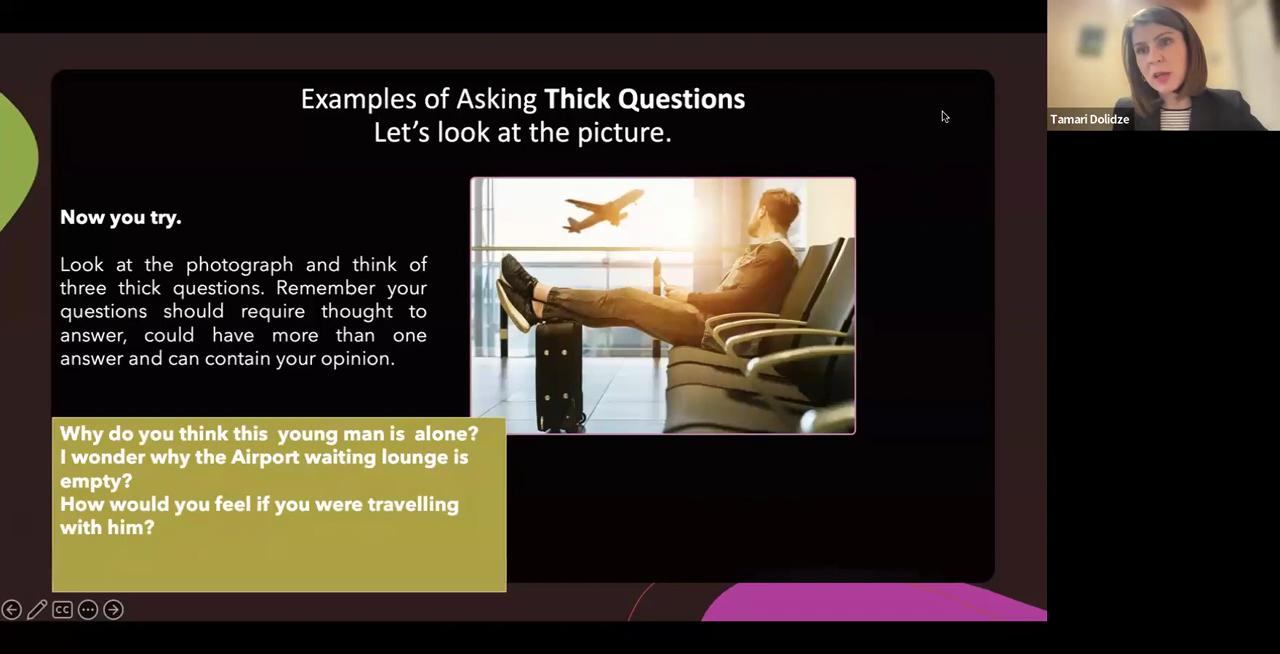 Examples of Asking Thick Questions
Let's look at the picture.
Now you try.
Look at the photograph and think of
three thick questions. Remember your
questions should require thought to
answer, could have more than one
answer and can contain your opinion.
Why do you think this young man is alone?
I wonder why the Airport waiting lounge is
empty?
How would you feel if you were travelling
with him?
Tamari Dolidze
CC